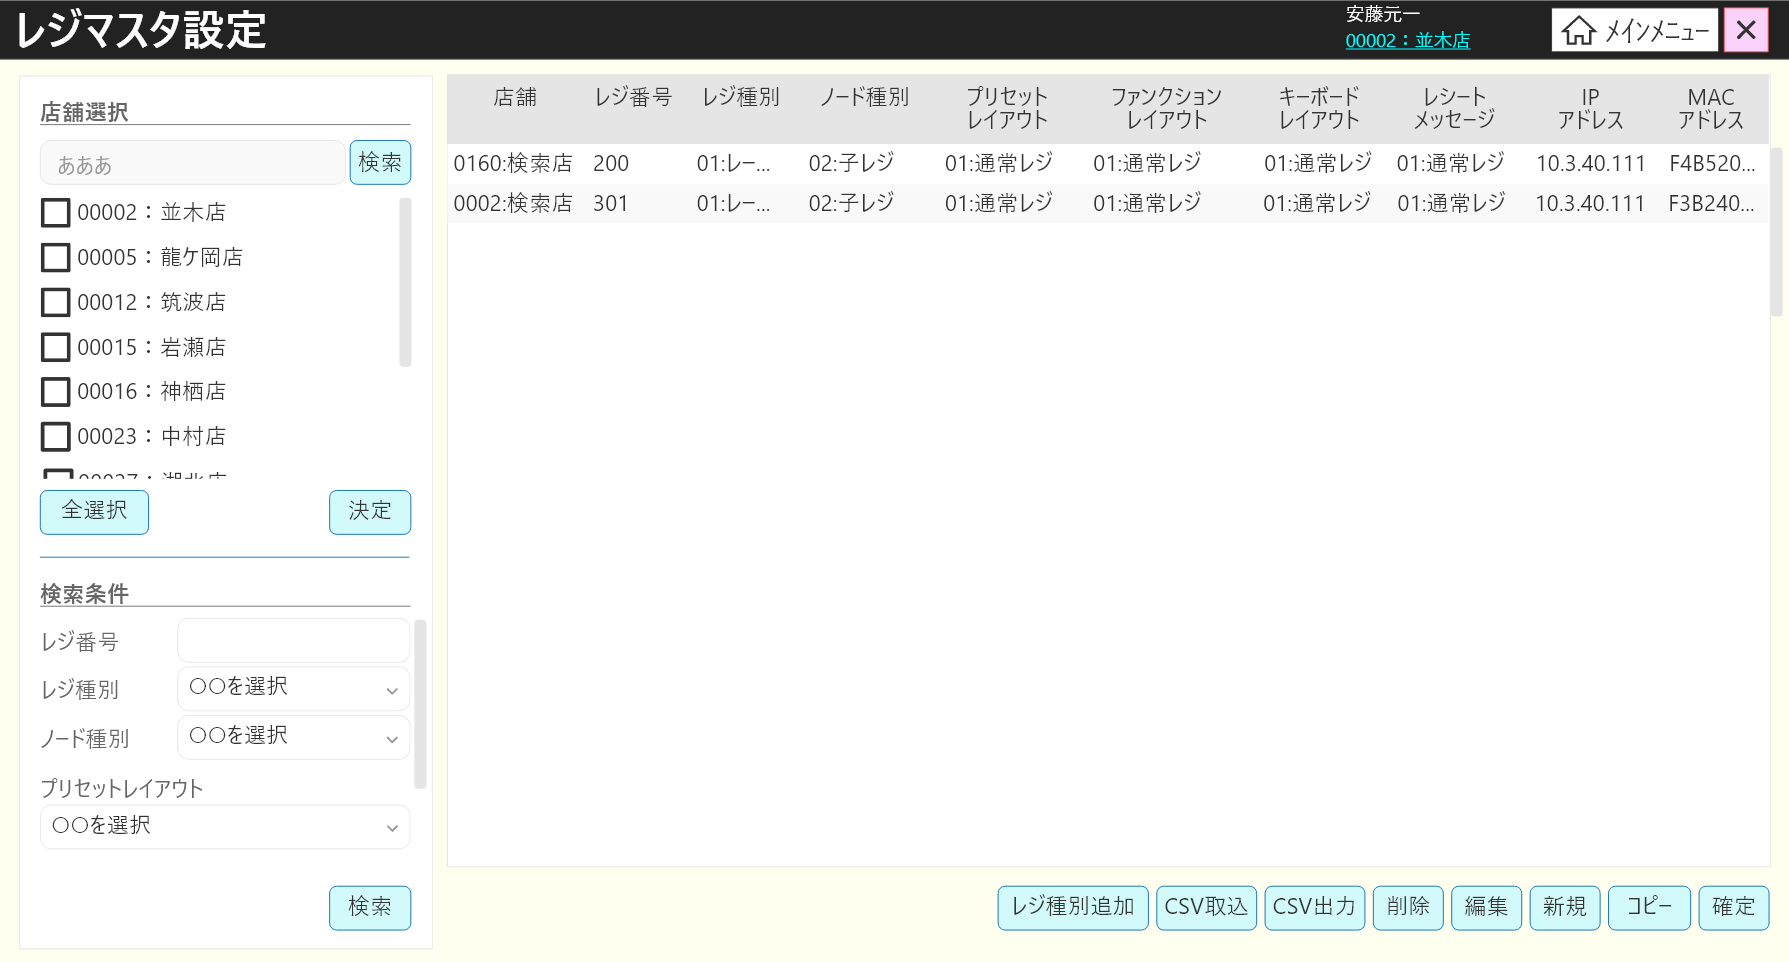 レジマスタ設定
安藤元一
00002：並木店
メインメニュー
店舗選択
あああ
検索
00002：並木店
00005：龍ケ岡店
00012：筑波店
00015：岩瀬店
00016：神栖店
00023：中村店
全選択
決定
検索条件
レジ番号
レジ種別
〇〇を選択
ノード種別
〇〇を選択
プリセットレイアウト
〇〇を選択
検索
店舗 レジ番号 レジ種別 ノード種別 プリセット ファンクション キーボード レシート IP MAC
レイアウト レイアウト レイアウト メッセージ アドレス アドレス
0160:検索店 200 01:レー... 02:子レジ 01:通常レジ 01:通常レジ 01:通常レジ 01:通常レジ 10.3.40.111 F4B520...
0002:検索店 301 01:レー... 02:子レジ 01:通常レジ 01:通常レジ 01:通常レジ 01:通常レジ 10.3.40.111 F3B240...
レジ種別追加 CSV取込 CSV出力 削除 編集 新規 コピー 確定